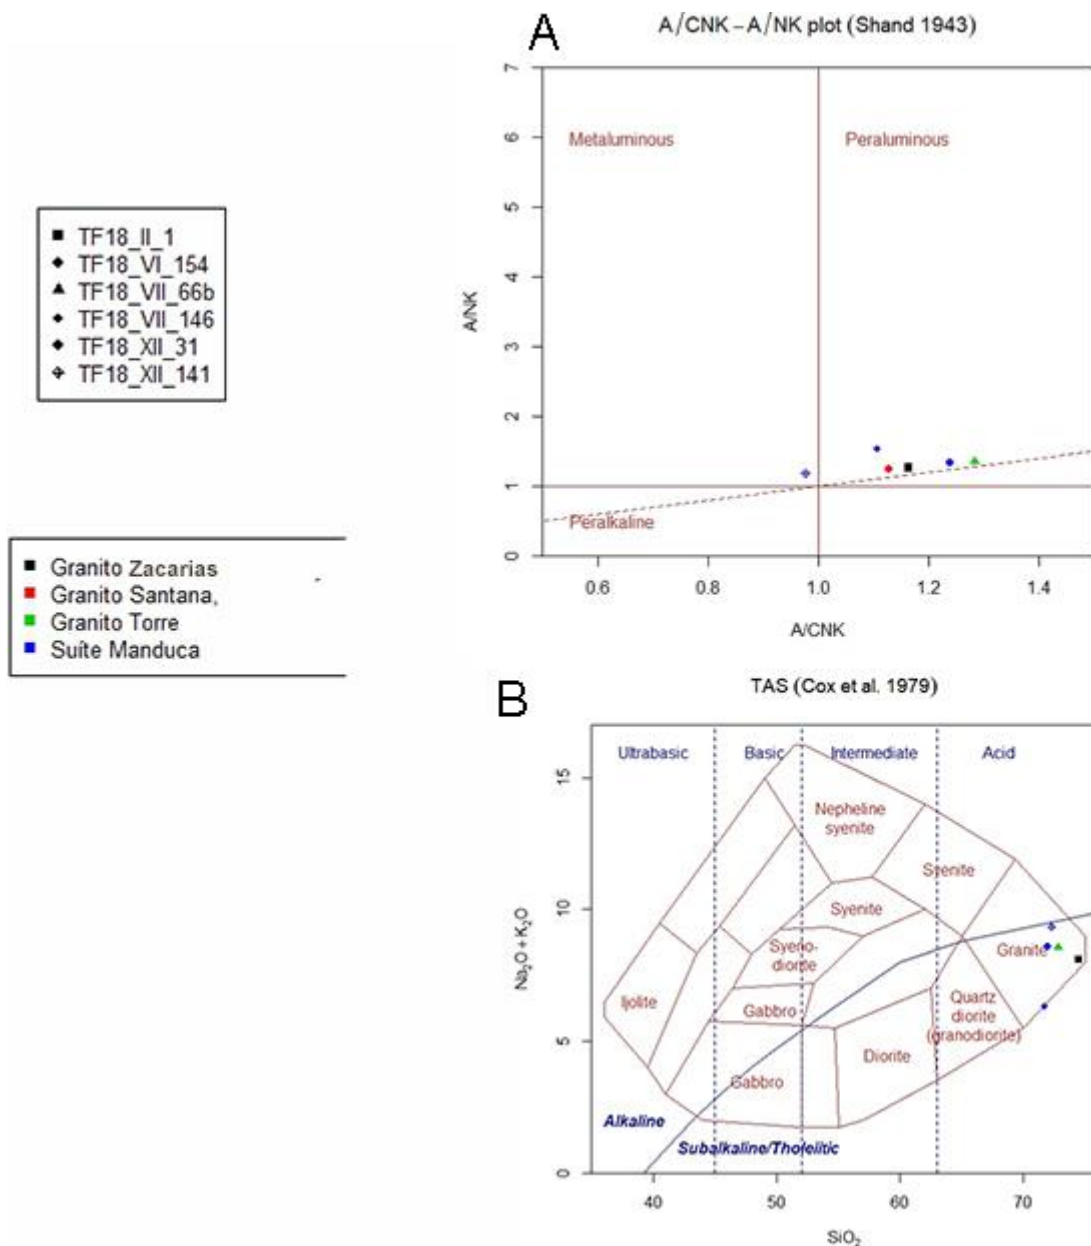 A
A/CNK – A/NK plot (Shand 1943)
TF18_II_1
TF18_VI_154
TF18_VII_66b
TF18_VII_146
TF18_XII_31
TF18_XII_141
Granito Zacarias
Granito Santana,
Granito Torre
Suíte Manduca
Metaluminous
Peraluminous
Peralkaline
A/NK
0 1 2 3 4 5 6 7
0.6 0.8 1.0 1.2 1.4
A/CNK
B
TAS (Cox et al. 1979)
Ultrabasic Basic Intermediate Acid
Nepheline
syenite
Syenite
Syenite
Syeno-
diorite
Granite
Ijolite
Gabbro
Quartz
diorite
(granodiorite)
Diorite
Gabbro
Alkaline
Subalkaline/Tholeiitic
Na₂O + K₂O
0 5 10 15
40 50 60 70
SiO₂